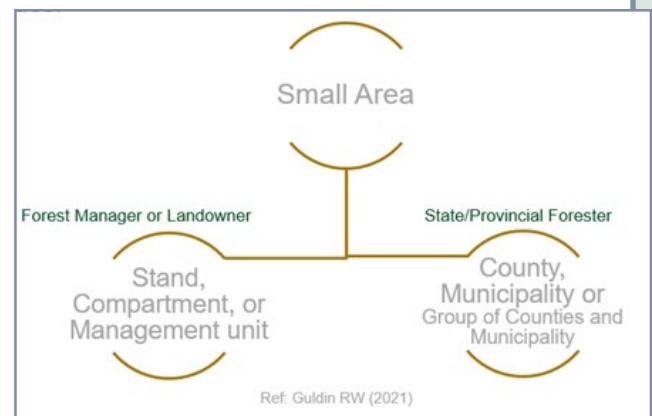 Small Area
Forest Manager or Landowner
State/Provincial Forester
Stand,
Compartment, or
Management unit
County,
Municipality or
Group of Counties and
Municipality
Ref: Guldin RW (2021)